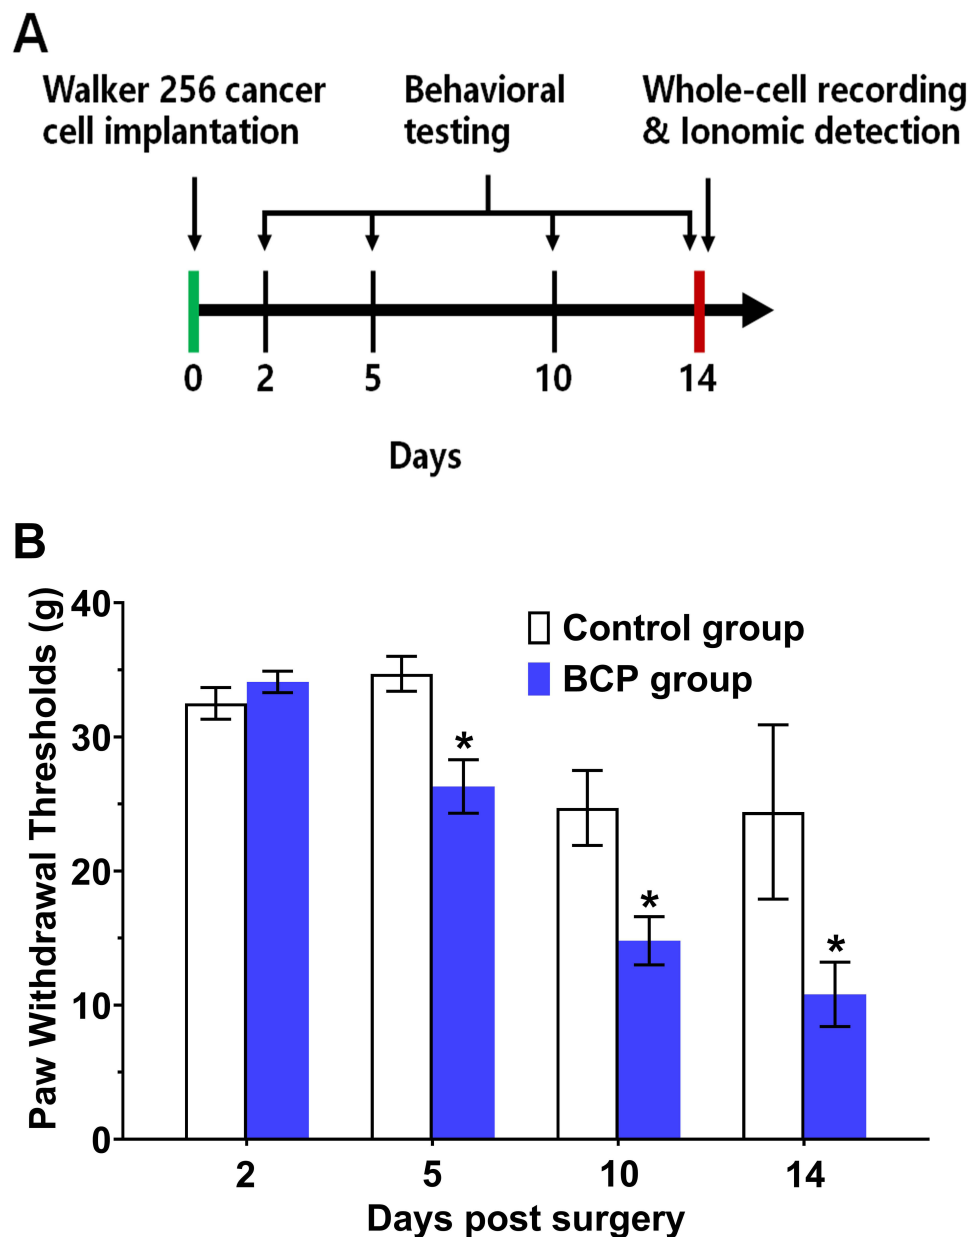 A
Walker 256 cancer
cell implantation
Behavioral
testing
Whole-cell recording
& Ionomic detection
0 2 5 10 14
Days
B
Paw Withdrawal Thresholds (g)
40
30
20
10
0
Control group
BCP group
*
*
*
2 5 10 14
Days post surgery